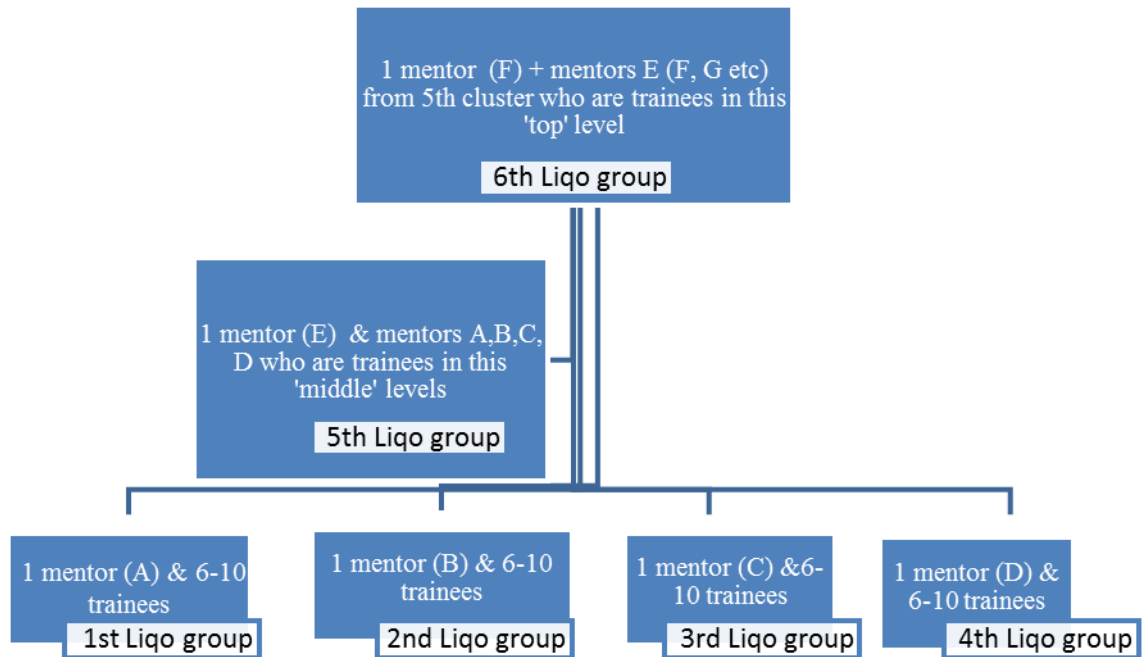 1 mentor (F) + mentors E (F, G etc)
from 5th cluster who are trainees in this
'top' level
6th Liqo group
1 mentor (E) & mentors A,B,C,
D who are trainees in this
'middle' levels
5th Liqo group
1 mentor (A) & 6-10
trainees
1st Liqo group
1 mentor (B) & 6-10
trainees
2nd Liqo group
1 mentor (C) &6-
10 trainees
3rd Liqo group
1 mentor (D) &
6-10 trainees
4th Liqo group